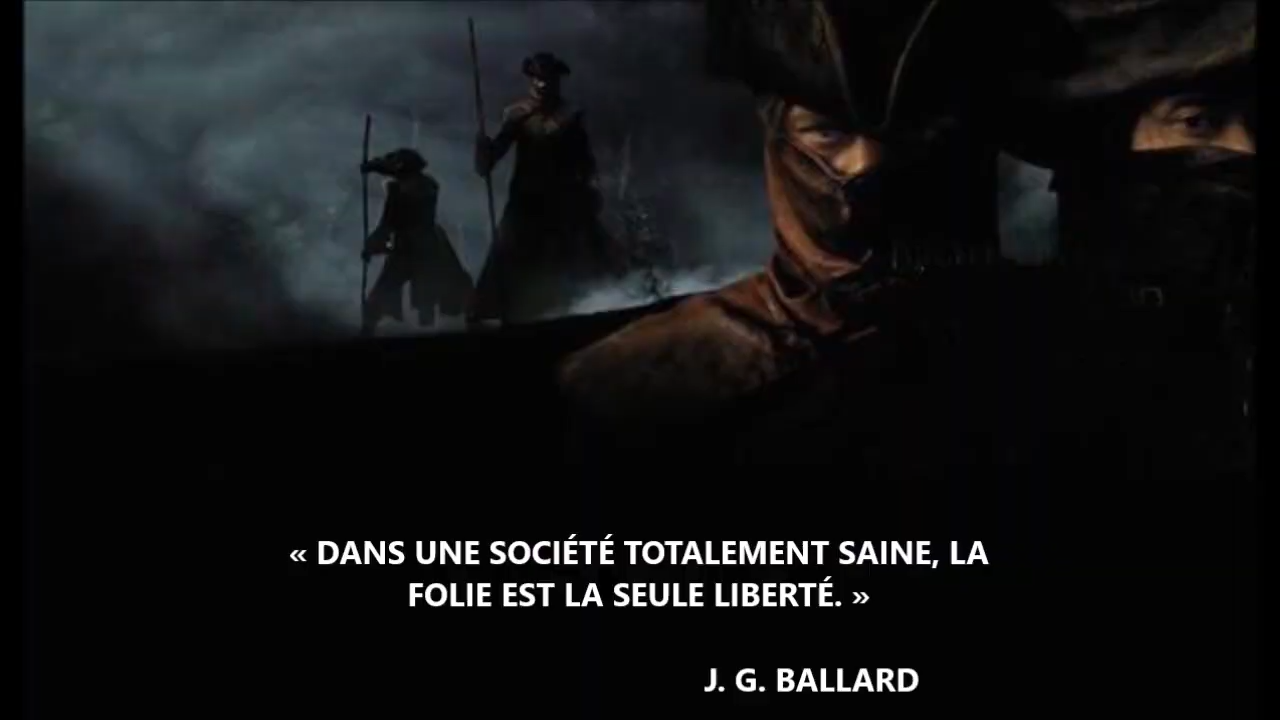 « DANS UNE SOCIÉTÉ TOTALEMENT SAINE, LA
FOLIE EST LA SEULE LIBERTÉ. »
J. G. BALLARD